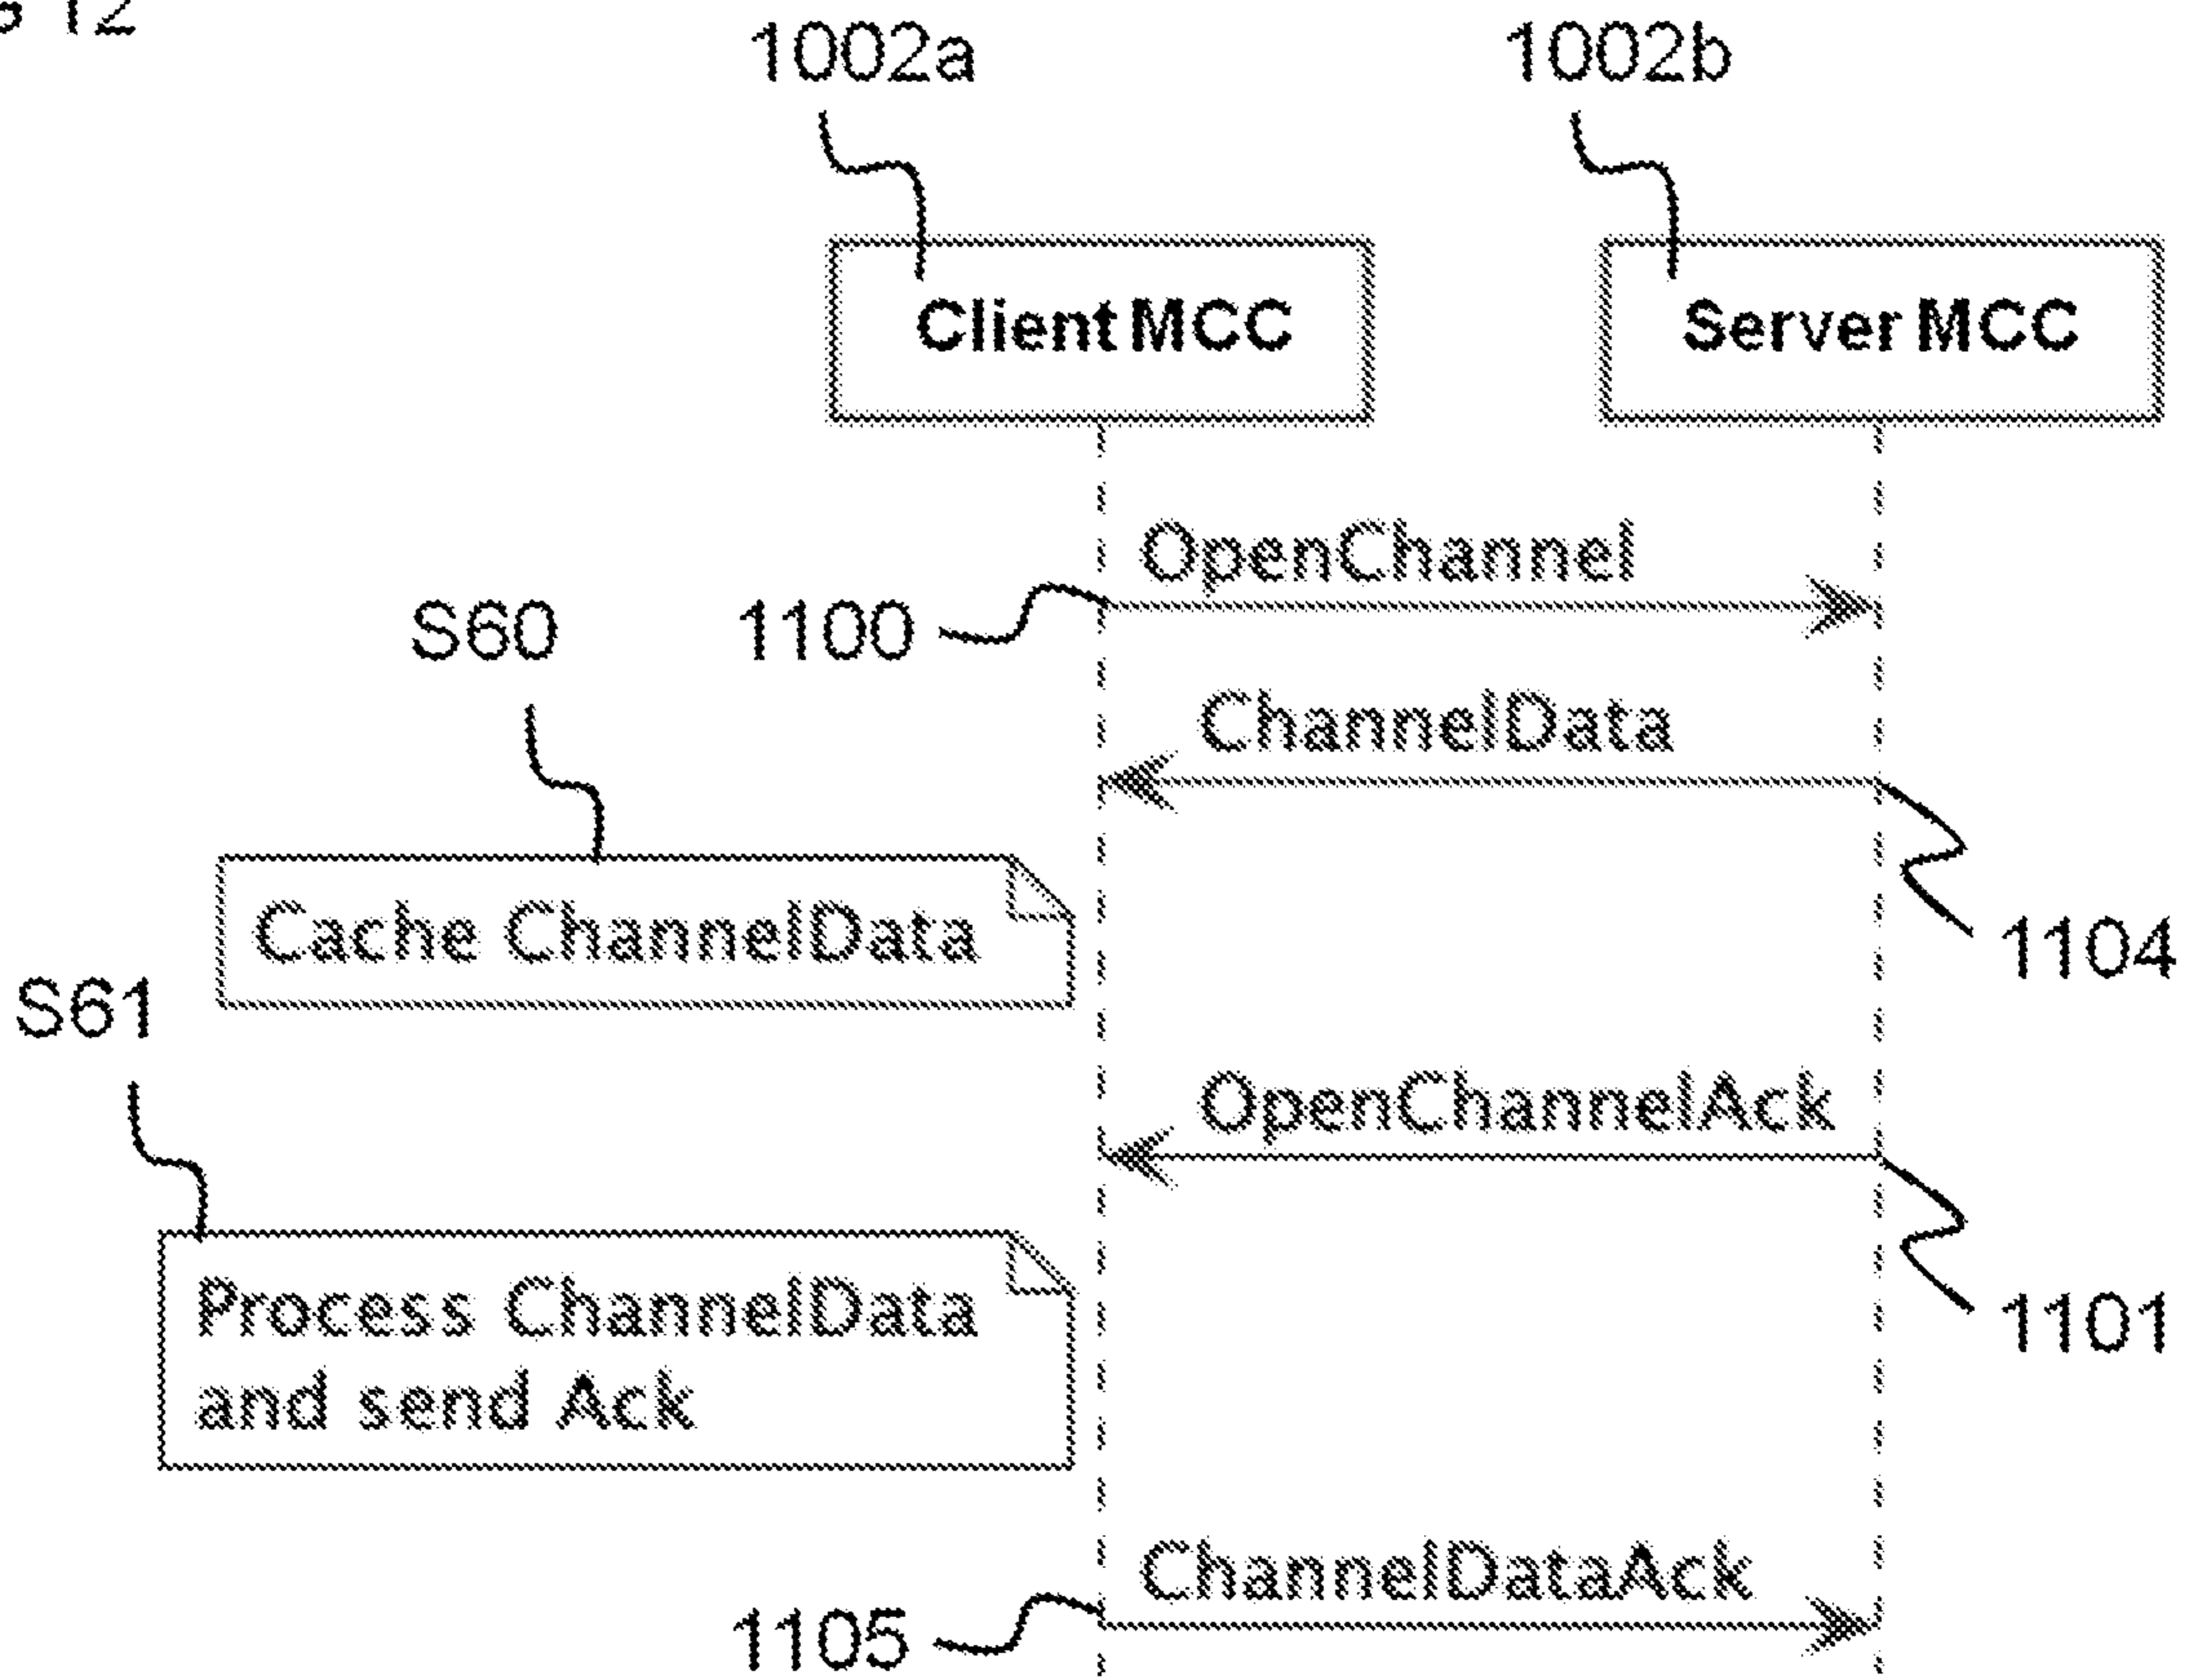 12
1002a
1002b
Client MCC
Server MCC
OpenChannel
S60
1100
ChannelData
Cache ChannelData
1104
S61
OpenChannelAck
Process ChannelData
and send Ack
1101
ChannelDataAck
1105